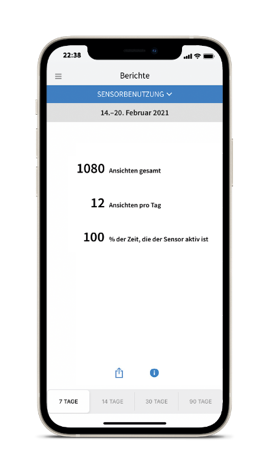 22:38
Berichte
SENSORBENUTZUNG
14.–20. Februar 2021
1080 Ansichten gesamt
12 Ansichten pro Tag
100 % der Zeit, die der Sensor aktiv ist
i
7 TAGE 14 TAGE 30 TAGE 90 TAGE